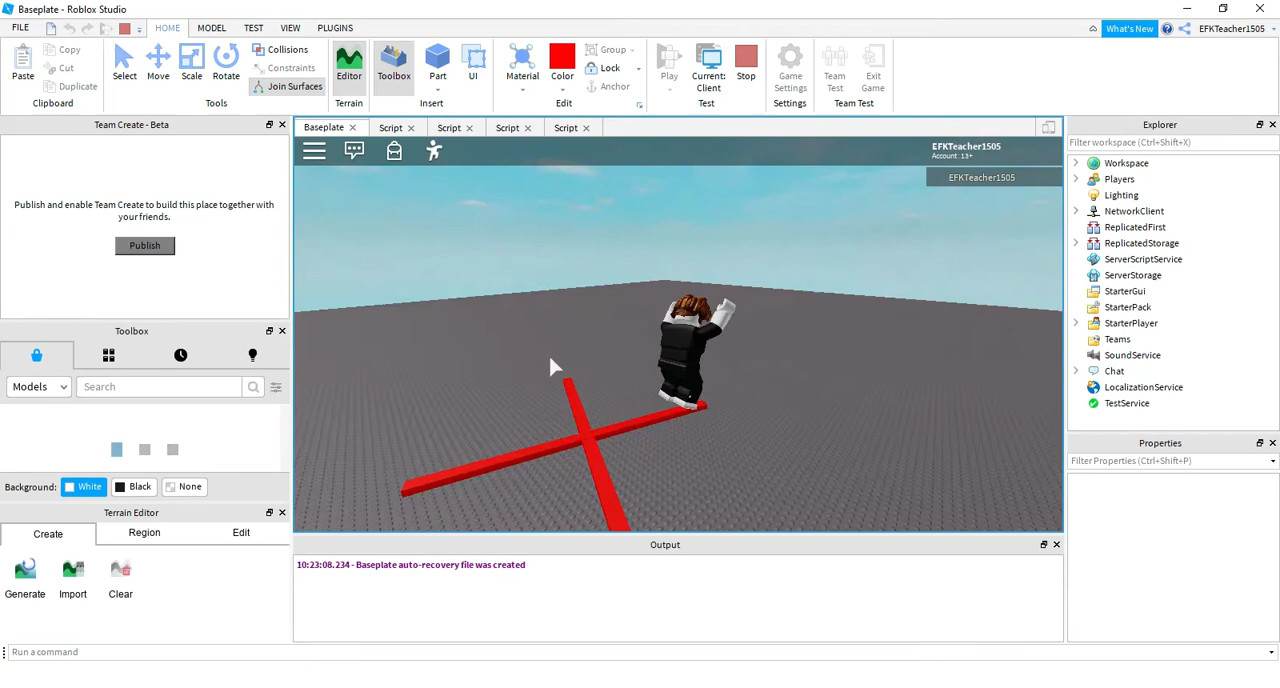 Baseplate - Roblox Studio
FILE HOME MODEL TEST VIEW PLUGINS What's New EFKTeacher1505
Paste Copy Cut Duplicate Clipboard
Select Move Scale Rotate Collisions Constraints Join Surfaces Tools
Editor Terrain
Toolbox Part UI Insert
Material Color Group Lock Anchor Edit
Play Current: Client Stop Test
Game Settings Settings
Team Test Exit Game Team Test
Team Create - Beta
Publish and enable Team Create to build this place together with
your friends.
Publish
Toolbox
Models Search
Background: White Black None
Terrain Editor
Create Region Edit
Generate Import Clear
Baseplate Script Script Script Script
EFKTeacher1505
Account: 13+
EFKTeacher1505
Output
10:23:08.234 - Baseplate auto-recovery file was created
Explorer
Filter workspace (Ctrl+Shift+X)
Workspace
Players
Lighting
NetworkClient
ReplicatedFirst
ReplicatedStorage
ServerScriptService
ServerStorage
StarterGui
StarterPack
StarterPlayer
Teams
SoundService
Chat
LocalizationService
TestService
Properties
Filter Properties (Ctrl+Shift+P)
Run a command